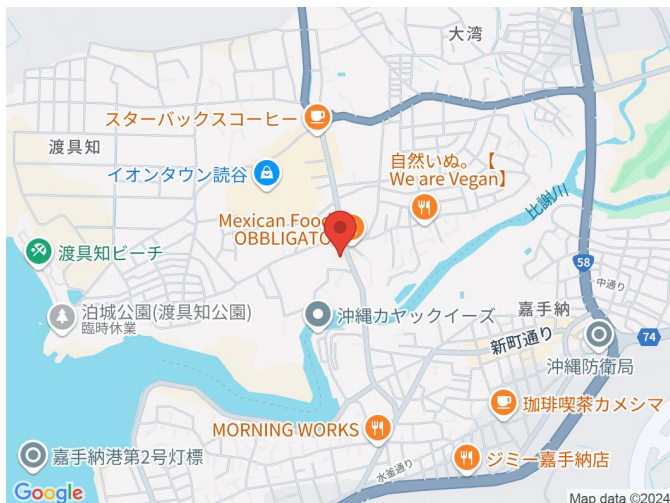 大湾
スターバックスコーヒー
渡具知
自然いぬ。【
We are Vegan】
イオンタウン読谷
比謝川
Mexican Food
OBBLIGATO
渡具知ビーチ
58
中通り
泊城公園(渡具知公園)
臨時休業
沖縄カヤックイーズ
嘉手納
新町通り
74
沖縄防衛局
珈琲喫茶カメシマ
MORNING WORKS
嘉手納港第2号灯標
水釜通り
ジミー嘉手納店
Google
Map data ©2024